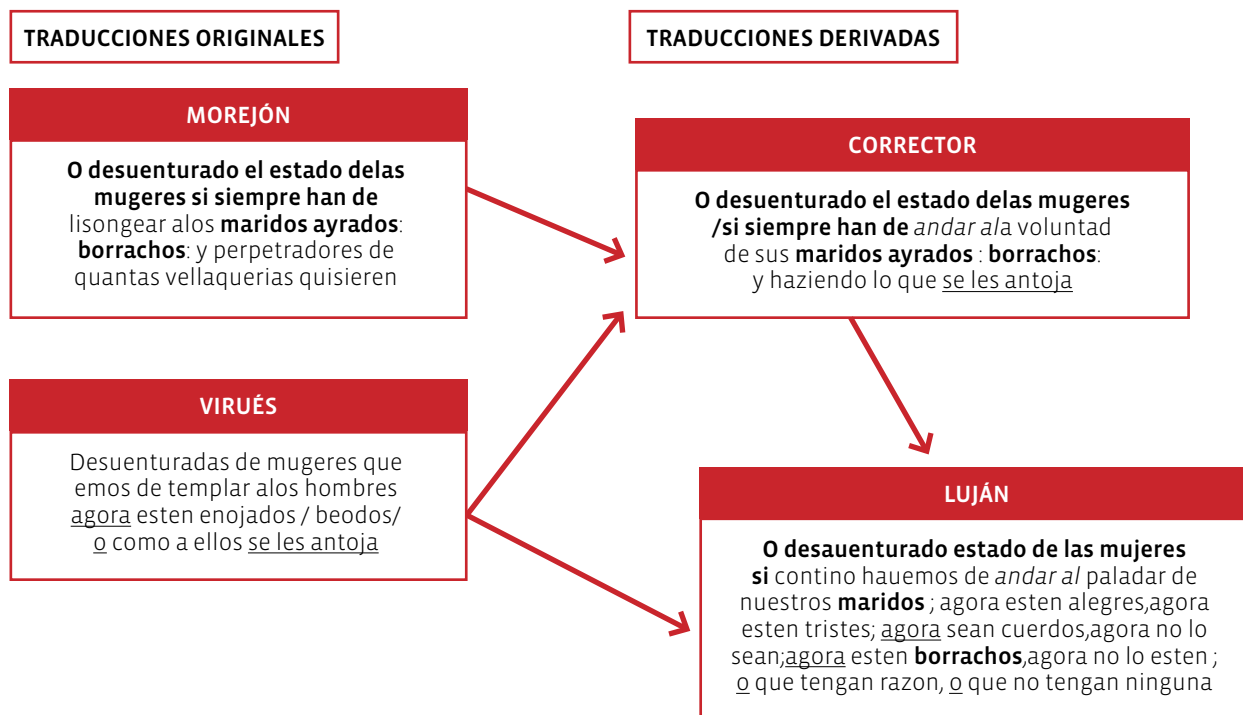 TRADUCCIONES ORIGINALES
TRADUCCIONES DERIVADAS
MOREJÓN
O desuenturado el estado delas
mugeres si siempre han de
lisongear alos maridos ayrados:
borrachos: y perpetradores de
quantas vellaquerias quisieren
CORRECTOR
O desuenturado el estado delas mugeres
/si siempre han de andar ala voluntad
de sus maridos ayrados : borrachos:
y haziendo lo que se les antoja
VIRUÉS
Desuenturadas de mugeres que
emos de templar alos hombres
agora esten enojados / beodos/
o como a ellos se les antoja
LUJÁN
O desauenturado estado de las mujeres
si contino hauemos de andar al paladar de
nuestros maridos ; agora esten alegres,agora
esten tristes; agora sean cuerdos,agora no lo
sean;agora esten borrachos,agora no lo esten ;
o que tengan razon, o que no tengan ninguna